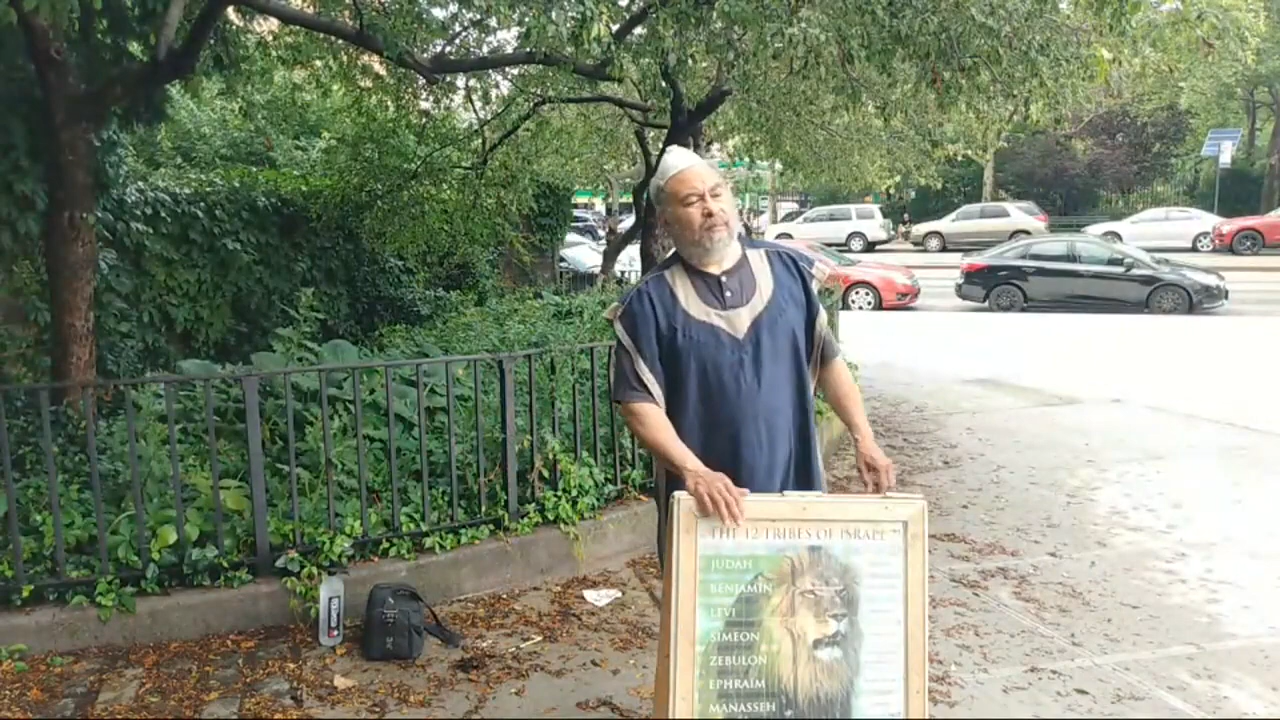 THE 12 TRIBES OF ISRAEL
JUDAH
BENJAMIN
LEVI
SIMEON
ZEBULON
EPHRAIM
MANASSEH